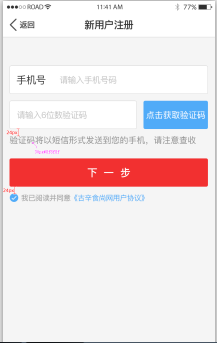 ROAD 11:41 AM 77%
返回 新用户注册
手机号 请输入手机号码
请输入6位数验证码 点击获取验证码
24px
验证码将以短信形式发送到您的手机，请注意查收
下 一 步
24px
我已阅读并同意《古辛食尚网用户协议》